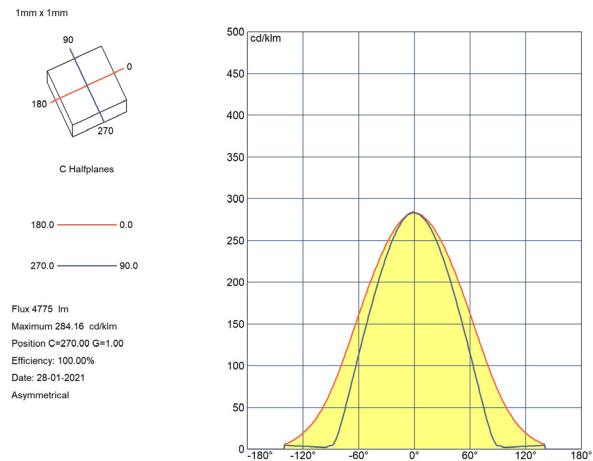 1mm x 1mm
90
0
180
270
C Halfplanes
180.0 0.0
270.0 90.0
Flux 4775 lm
Maximum 284.16 cd/klm
Position C=270.00 G=1.00
Efficiency: 100.00%
Date: 28-01-2021
Asymmetrical
500
cd/klm
450
400
350
300
250
200
150
100
50
0
-180° -120° -60° 0° 60° 120° 180°